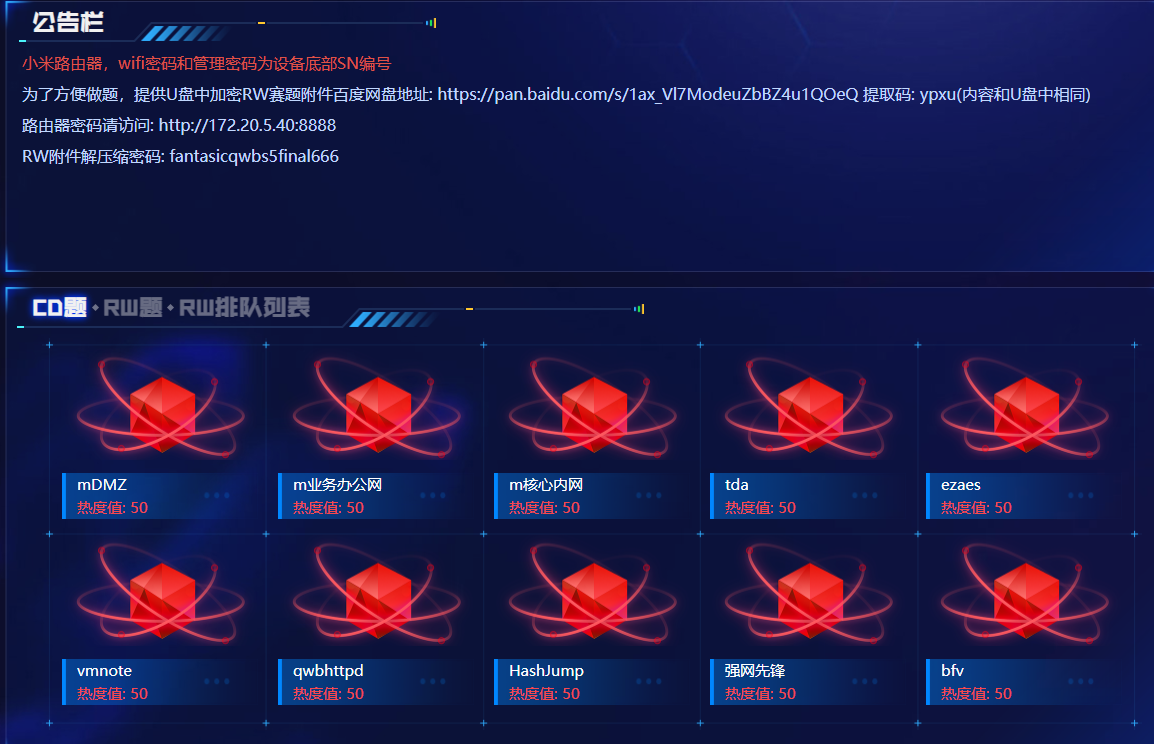 公告栏
小米路由器，wifi密码和管理密码为设备底部SN编号
为了方便做题，提供U盘中加密RW赛题附件百度网盘地址: https://pan.baidu.com/s/1ax_Vl7ModeuZbBZ4u1QOeQ 提取码: ypxu(内容和U盘中相同)
路由器密码请访问: http://172.20.5.40:8888
RW附件解压缩密码: fantasicqwbs5final666
CD题·RW题·RW排队列表
mDMZ
热度值: 50
m业务办公网
热度值: 50
m核心内网
热度值: 50
tda
热度值: 50
ezaes
热度值: 50
vmnote
热度值: 50
qwbhttpd
热度值: 50
HashJump
热度值: 50
强网先锋
热度值: 50
bfv
热度值: 50